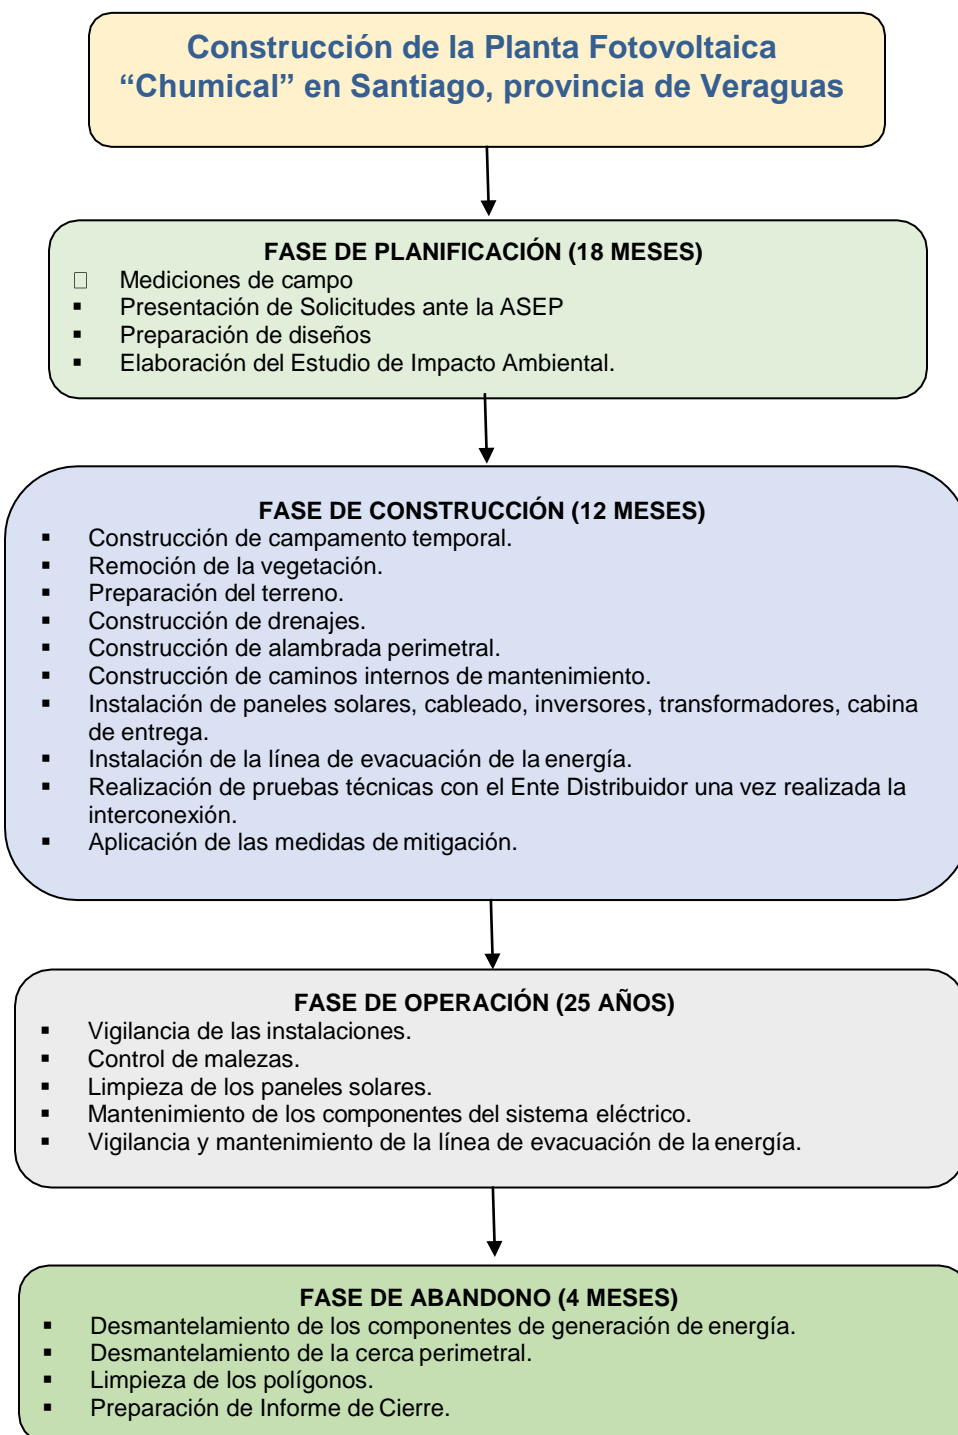 Construcción de la Planta Fotovoltaica
“Chumical” en Santiago, provincia de Veraguas
FASE DE PLANIFICACIÓN (18 MESES)
Mediciones de campo
▪ Presentación de Solicitudes ante la ASEP
▪ Preparación de diseños
▪ Elaboración del Estudio de Impacto Ambiental.
FASE DE CONSTRUCCIÓN (12 MESES)
▪ Construcción de campamento temporal.
▪ Remoción de la vegetación.
▪ Preparación del terreno.
▪ Construcción de drenajes.
▪ Construcción de alambrada perimetral.
▪ Construcción de caminos internos de mantenimiento.
▪ Instalación de paneles solares, cableado, inversores, transformadores, cabina
de entrega.
▪ Instalación de la línea de evacuación de la energía.
▪ Realización de pruebas técnicas con el Ente Distribuidor una vez realizada la
interconexión.
▪ Aplicación de las medidas de mitigación.
FASE DE OPERACIÓN (25 AÑOS)
▪ Vigilancia de las instalaciones.
▪ Control de malezas.
▪ Limpieza de los paneles solares.
▪ Mantenimiento de los componentes del sistema eléctrico.
▪ Vigilancia y mantenimiento de la línea de evacuación de la energía.
FASE DE ABANDONO (4 MESES)
▪ Desmantelamiento de los componentes de generación de energía.
▪ Desmantelamiento de la cerca perimetral.
▪ Limpieza de los polígonos.
▪ Preparación de Informe de Cierre.